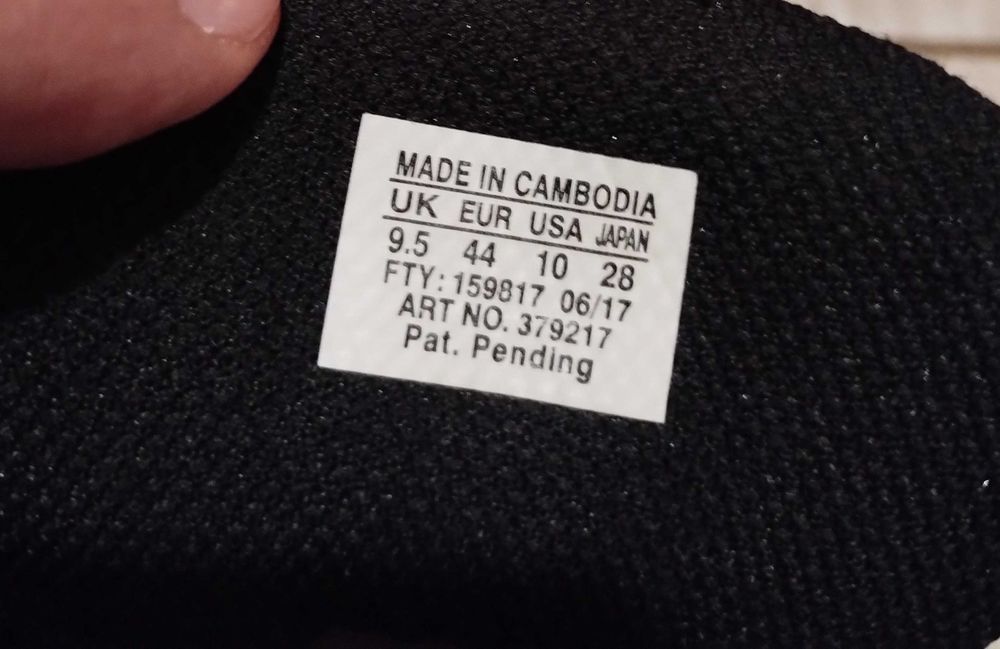 MADE IN CAMBODIA
UK EUR USA JAPAN
9.5 44 10 28
FTY: 159817 06/17
ART NO. 379217
Pat. Pending